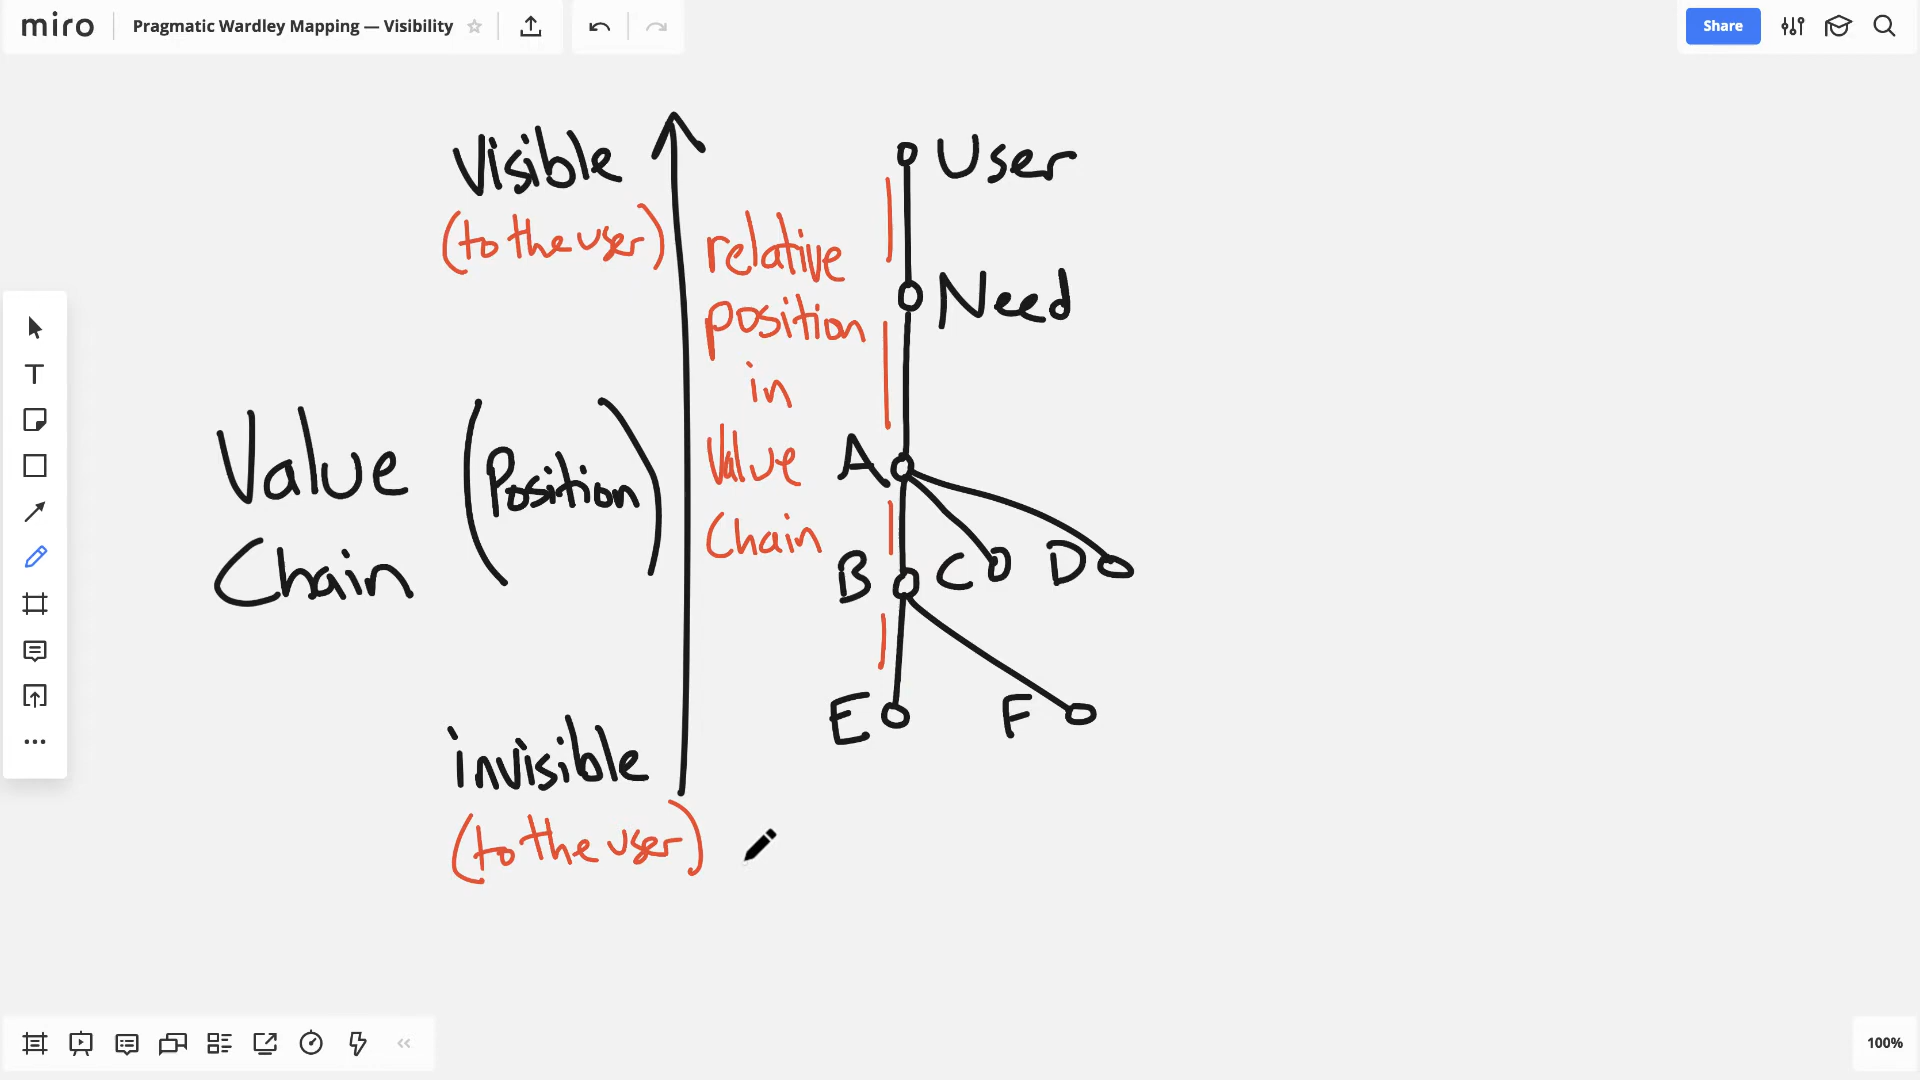 miro
Pragmatic Wardley Mapping — Visibility
Share
Visible
(to the user)
Value
Chain
(Position)
invisible
(to the user)
relative
position
in
Value
Chain
User
Need
A
B C D
E F
T
100%